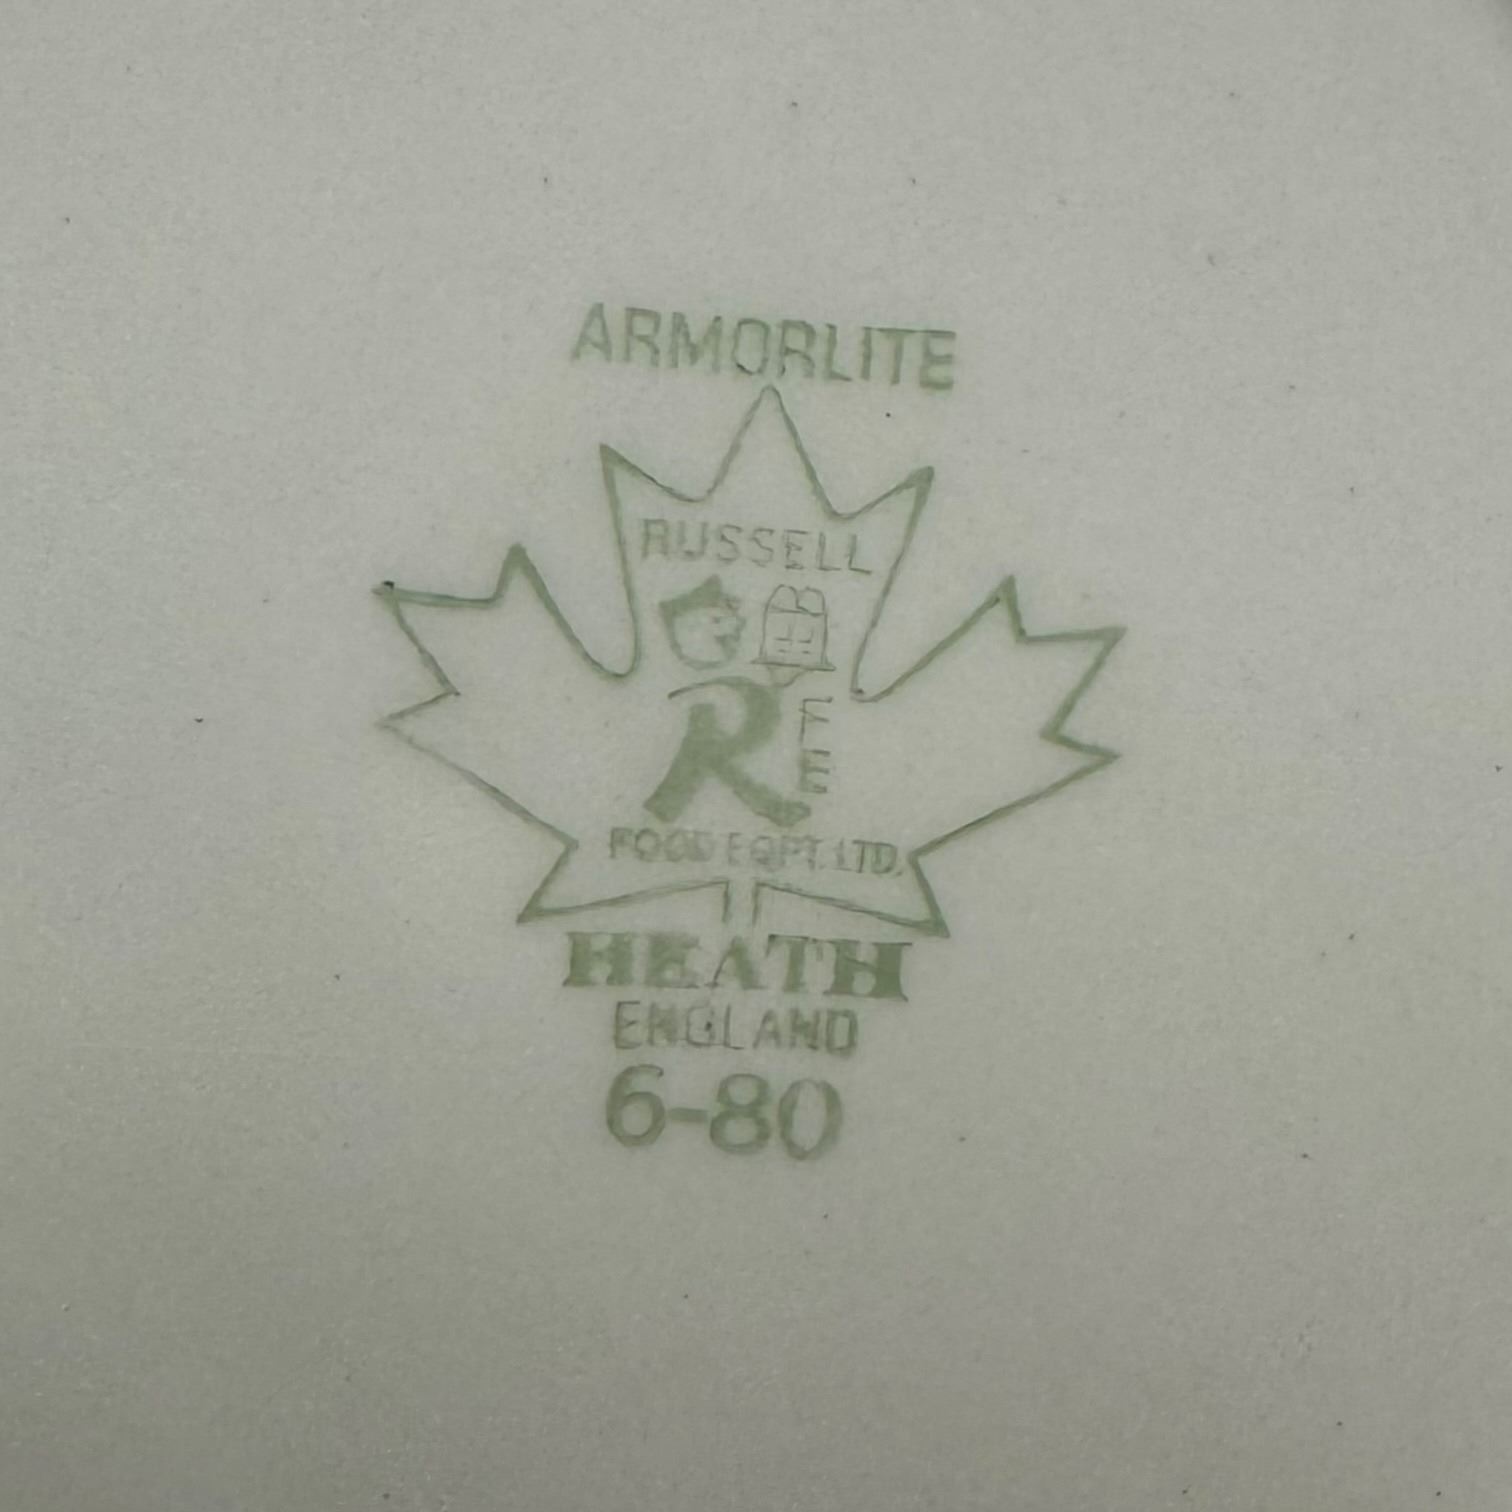 ARMORLITE
RUSSELL
R
F
E
FOOD EQPT. LTD.
HEATH
ENGLAND
6-80